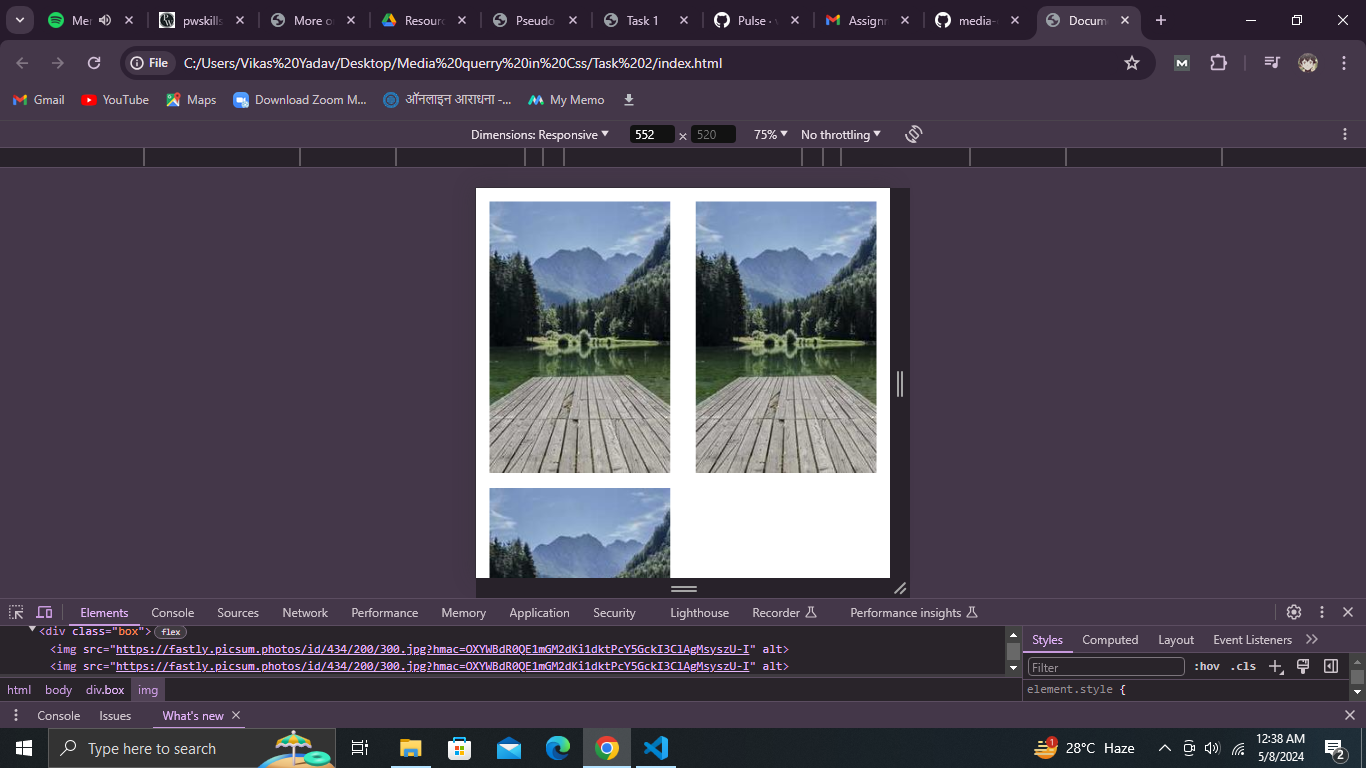 Me
pwskills
More o
Resour
Pseudo
Task 1
Pulse ·
Assign
media-
Docum
File
C:/Users/Vikas%20Yadav/Desktop/Media%20querry%20in%20Css/Task%202/index.html
Gmail
YouTube
Maps
Download Zoom M...
ऑनलाइन आराधना -...
My Memo
Dimensions: Responsive
552
×
520
75%
No throttling
Elements
Console
Sources
Network
Performance
Memory
Application
Security
Lighthouse
Recorder
Performance insights
<div class="box">
flex
<img src="https://fastly.picsum.photos/id/434/200/300.jpg?hmac=OXYWBdR0QE1mGM2dKi1dktPcY5GckI3ClAgMsyszU-I" alt>
<img src="https://fastly.picsum.photos/id/434/200/300.jpg?hmac=OXYWBdR0QE1mGM2dKi1dktPcY5GckI3ClAgMsyszU-I" alt>
Styles
Computed
Layout
Event Listeners
Filter
:hov
.cls
element.style {
html
body
div.box
img
Console
Issues
What's new
Type here to search
1
28°C
Haze
12:38 AM
5/8/2024
2